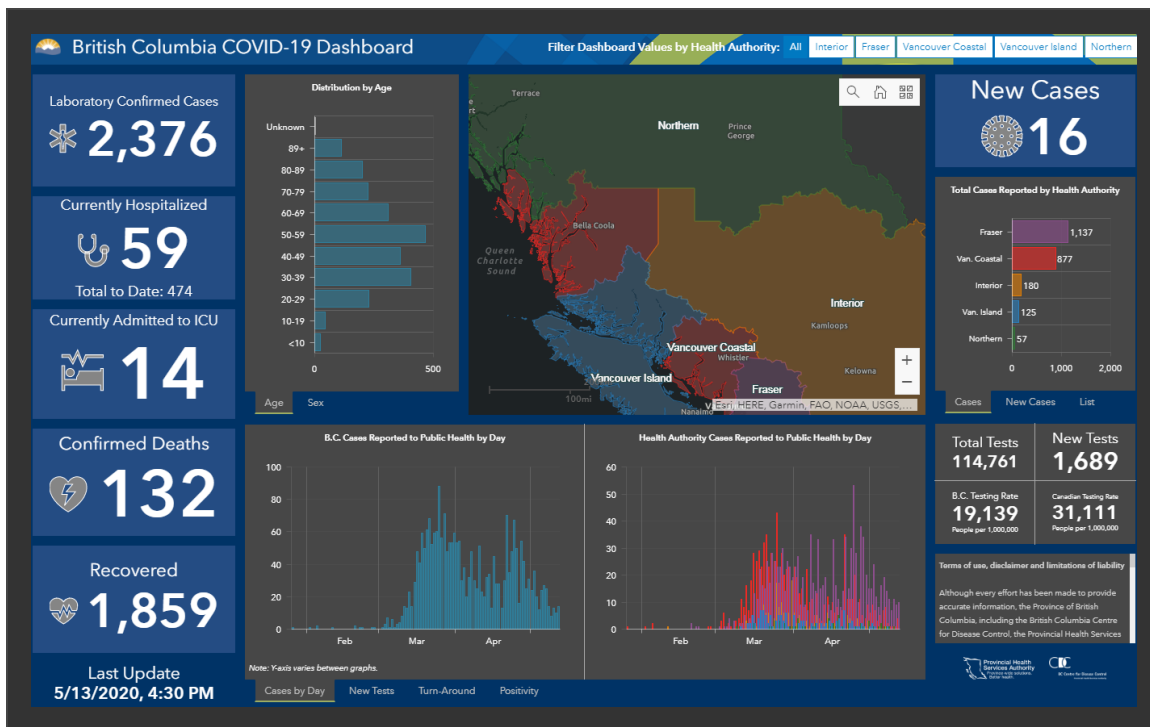 British Columbia COVID-19 Dashboard
Filter Dashboard Values by Health Authority:
All
Interior
Fraser
Vancouver Coastal
Vancouver Island
Northern
Laboratory Confirmed Cases
2,376
Currently Hospitalized
59
Total to Date: 474
Currently Admitted to ICU
14
Confirmed Deaths
132
Recovered
1,859
Last Update
5/13/2020, 4:30 PM
Distribution by Age
Unknown
89+
80-89
70-79
60-69
50-59
40-49
30-39
20-29
10-19
<10
0
500
Age
Sex
Terrace
Northern
Prince
George
Bella Coola
Queen
Charlotte
Sound
Interior
Kamloops
Vancouver Coastal
Whistler
Kelowna
Vancouver Island
Fraser
100mi
Nanaimo
Esri, HERE, Garmin, FAO, NOAA, USGS,...
+
−
New Cases
16
Total Cases Reported by Health Authority
Fraser
1,137
Van. Coastal
877
Interior
180
Van. Island
125
Northern
57
0
1,000
2,000
Cases
New Cases
List
B.C. Cases Reported to Public Health by Day
100
80
60
40
20
0
Feb
Mar
Apr
Note: Y-axis varies between graphs.
Health Authority Cases Reported to Public Health by Day
60
50
40
30
20
10
0
Feb
Mar
Apr
Cases by Day
New Tests
Turn-Around
Positivity
Total Tests
114,761
New Tests
1,689
B.C. Testing Rate
19,139
People per 1,000,000
Canadian Testing Rate
31,111
People per 1,000,000
Terms of use, disclaimer and limitations of liability
Although every effort has been made to provide
accurate information, the Province of British
Columbia, including the British Columbia Centre
for Disease Control, the Provincial Health Services
Provincial Health
Services Authority
Province-wide solutions.
Better health.
BC Centre for Disease Control